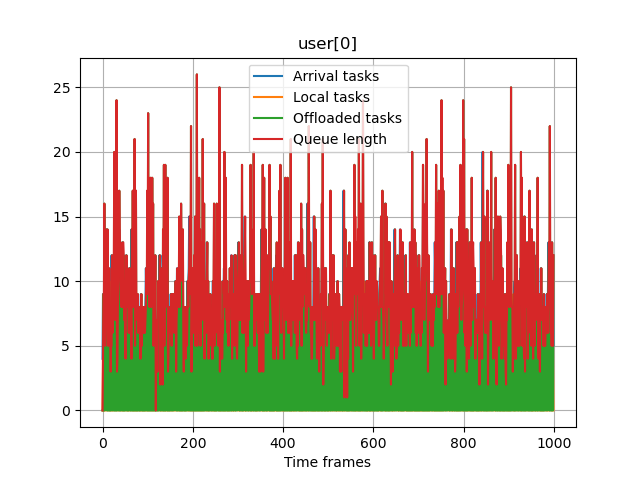 user[0]
Arrival tasks
Local tasks
Offloaded tasks
Queue length
25
20
15
10
5
0
0 200 400 600 800 1000
Time frames